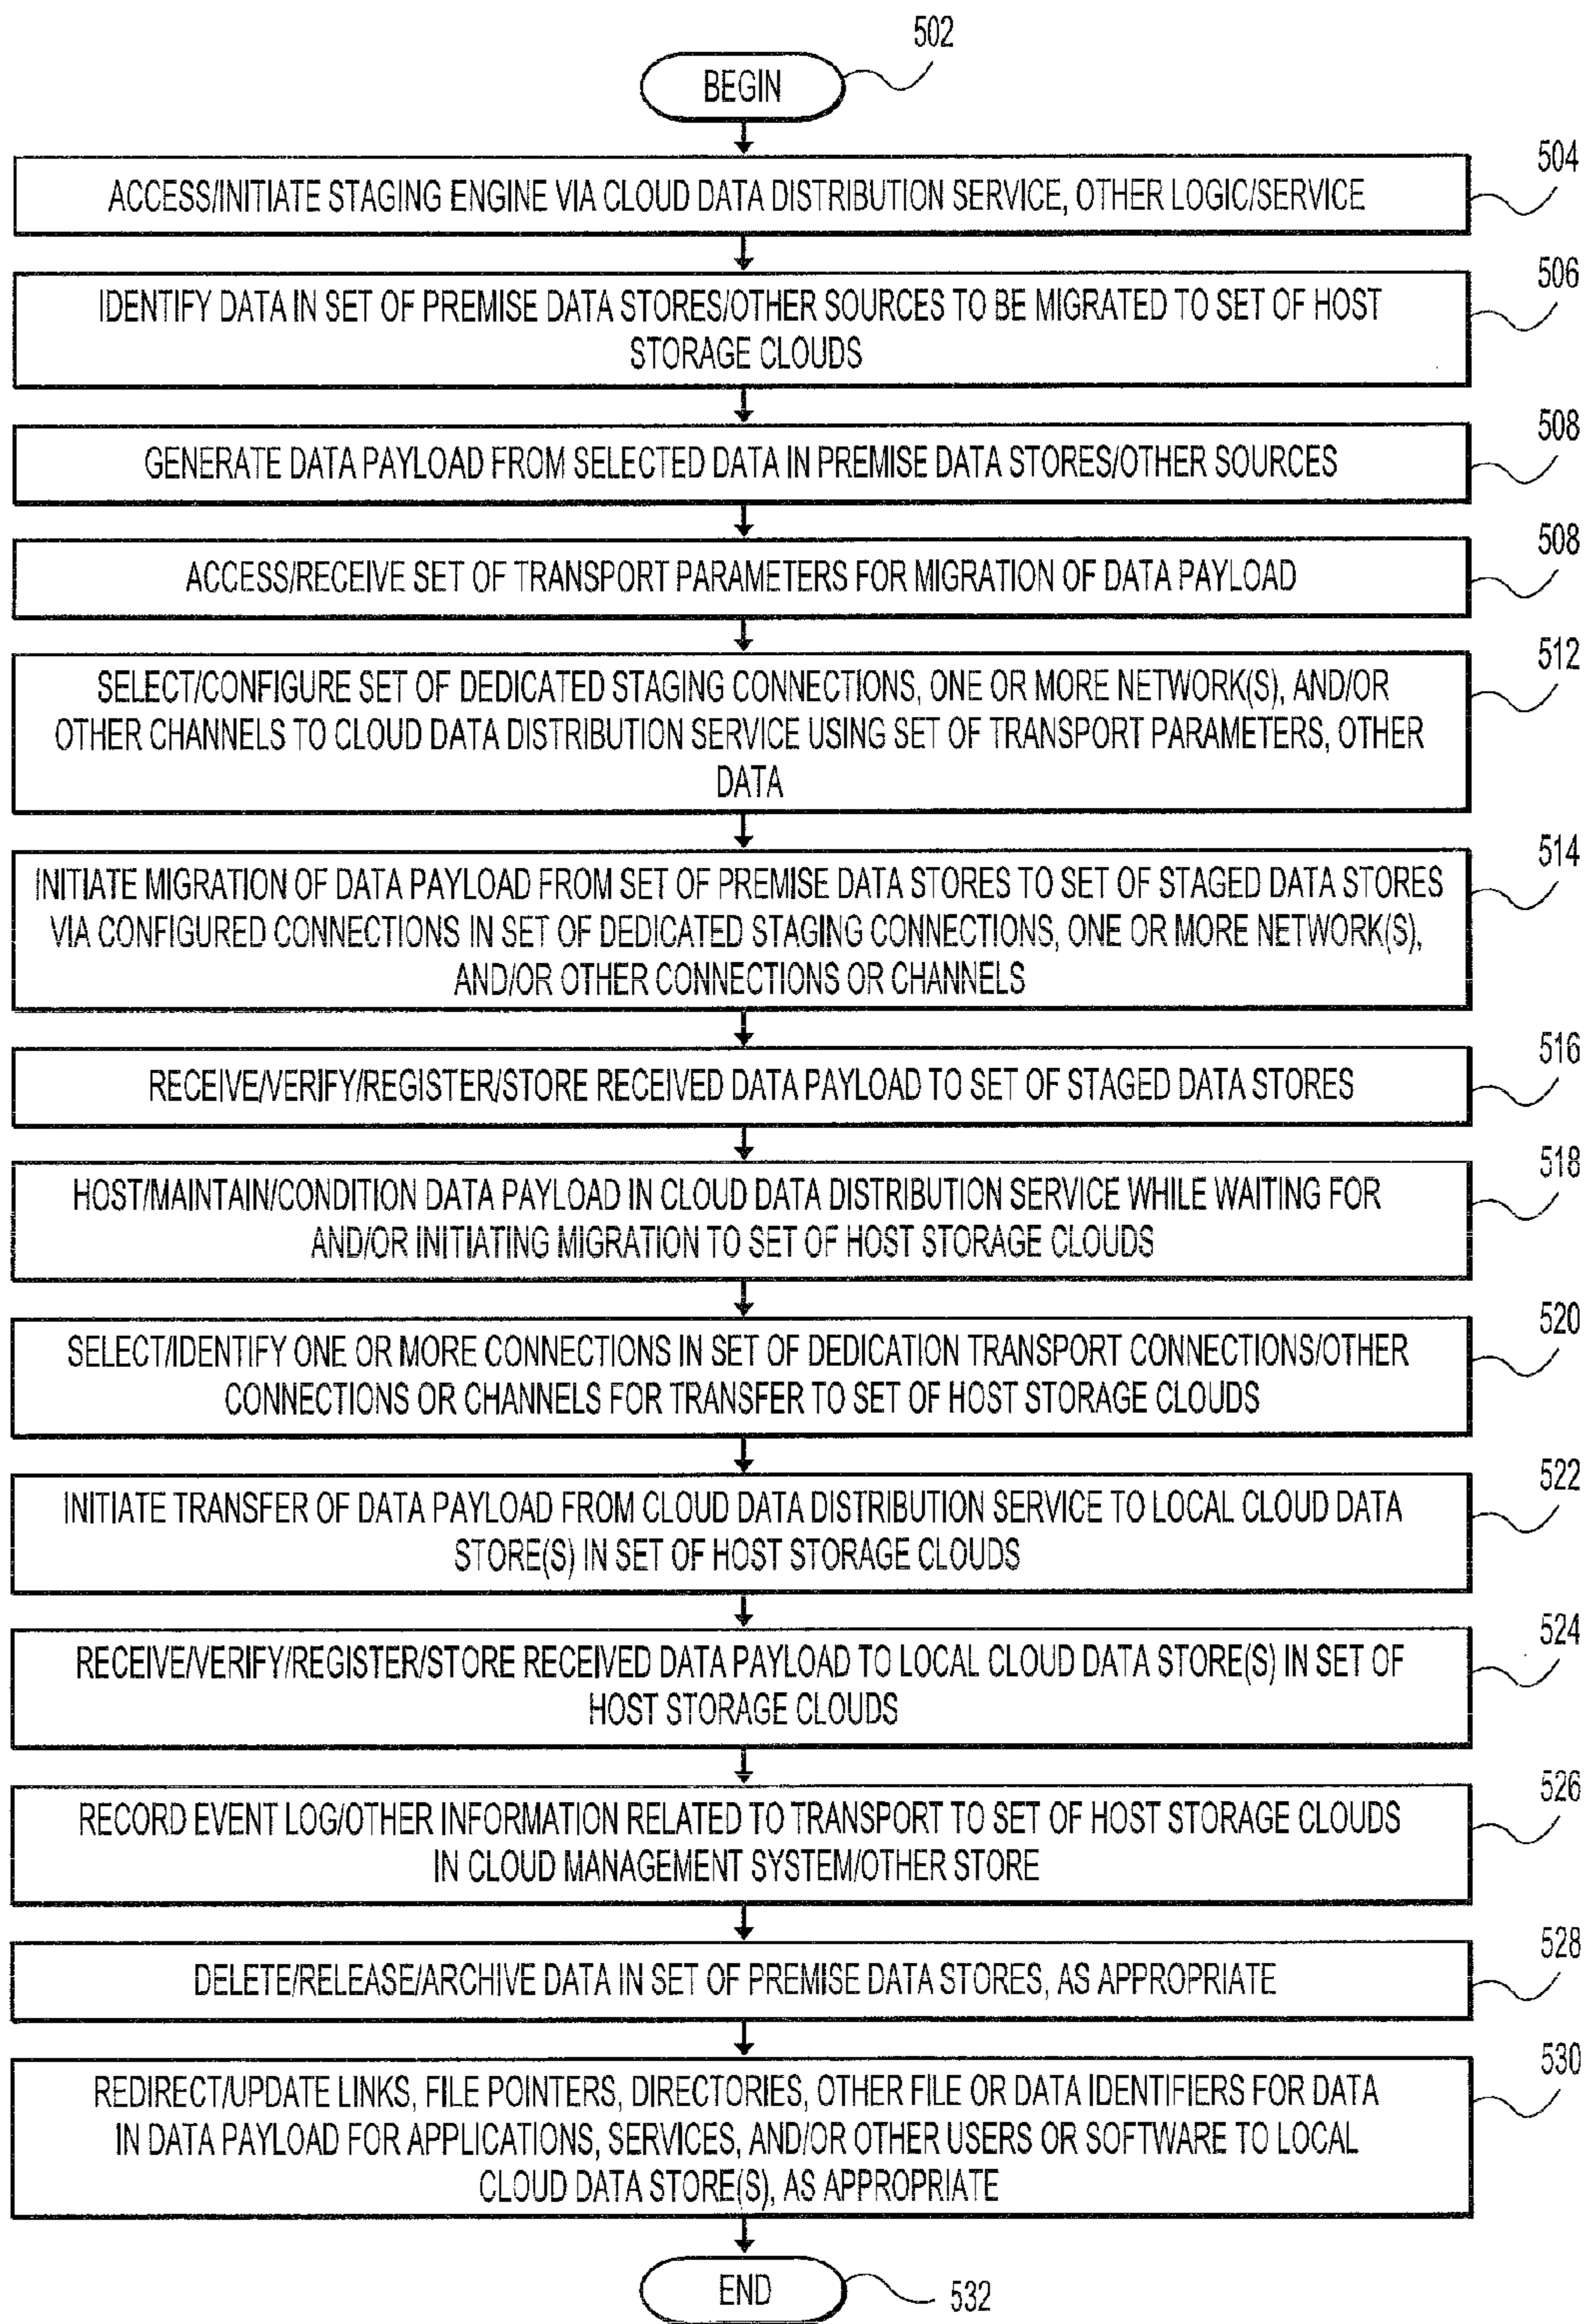 502
BEGIN
504
ACCESS/INITIATE STAGING ENGINE VIA CLOUD DATA DISTRIBUTION SERVICE, OTHER LOGIC/SERVICE
506
IDENTIFY DATA IN SET OF PREMISE DATA STORES/OTHER SOURCES TO BE MIGRATED TO SET OF HOST
STORAGE CLOUDS
508
GENERATE DATA PAYLOAD FROM SELECTED DATA IN PREMISE DATA STORES/OTHER SOURCES
508
ACCESS/RECEIVE SET OF TRANSPORT PARAMETERS FOR MIGRATION OF DATA PAYLOAD
512
SELECT/CONFIGURE SET OF DEDICATED STAGING CONNECTIONS, ONE OR MORE NETWORK(S), AND/OR
OTHER CHANNELS TO CLOUD DATA DISTRIBUTION SERVICE USING SET OF TRANSPORT PARAMETERS, OTHER
DATA
514
INITIATE MIGRATION OF DATA PAYLOAD FROM SET OF PREMISE DATA STORES TO SET OF STAGED DATA STORES
VIA CONFIGURED CONNECTIONS IN SET OF DEDICATED STAGING CONNECTIONS, ONE OR MORE NETWORK(S),
AND/OR OTHER CONNECTIONS OR CHANNELS
516
RECEIVE/VERIFY/REGISTER/STORE RECEIVED DATA PAYLOAD TO SET OF STAGED DATA STORES
518
HOST/MAINTAIN/CONDITION DATA PAYLOAD IN CLOUD DATA DISTRIBUTION SERVICE WHILE WAITING FOR
AND/OR INITIATING MIGRATION TO SET OF HOST STORAGE CLOUDS
520
SELECT/IDENTIFY ONE OR MORE CONNECTIONS IN SET OF DEDICATION TRANSPORT CONNECTIONS/OTHER
CONNECTIONS OR CHANNELS FOR TRANSFER TO SET OF HOST STORAGE CLOUDS
522
INITIATE TRANSFER OF DATA PAYLOAD FROM CLOUD DATA DISTRIBUTION SERVICE TO LOCAL CLOUD DATA
STORE(S) IN SET OF HOST STORAGE CLOUDS
524
RECEIVE/VERIFY/REGISTER/STORE RECEIVED DATA PAYLOAD TO LOCAL CLOUD DATA STORE(S) IN SET OF
HOST STORAGE CLOUDS
526
RECORD EVENT LOG/OTHER INFORMATION RELATED TO TRANSPORT TO SET OF HOST STORAGE CLOUDS
IN CLOUD MANAGEMENT SYSTEM/OTHER STORE
528
DELETE/RELEASE/ARCHIVE DATA IN SET OF PREMISE DATA STORES, AS APPROPRIATE
530
REDIRECT/UPDATE LINKS, FILE POINTERS, DIRECTORIES, OTHER FILE OR DATA IDENTIFIERS FOR DATA
IN DATA PAYLOAD FOR APPLICATIONS, SERVICES, AND/OR OTHER USERS OR SOFTWARE TO LOCAL
CLOUD DATA STORE(S), AS APPROPRIATE
END
532